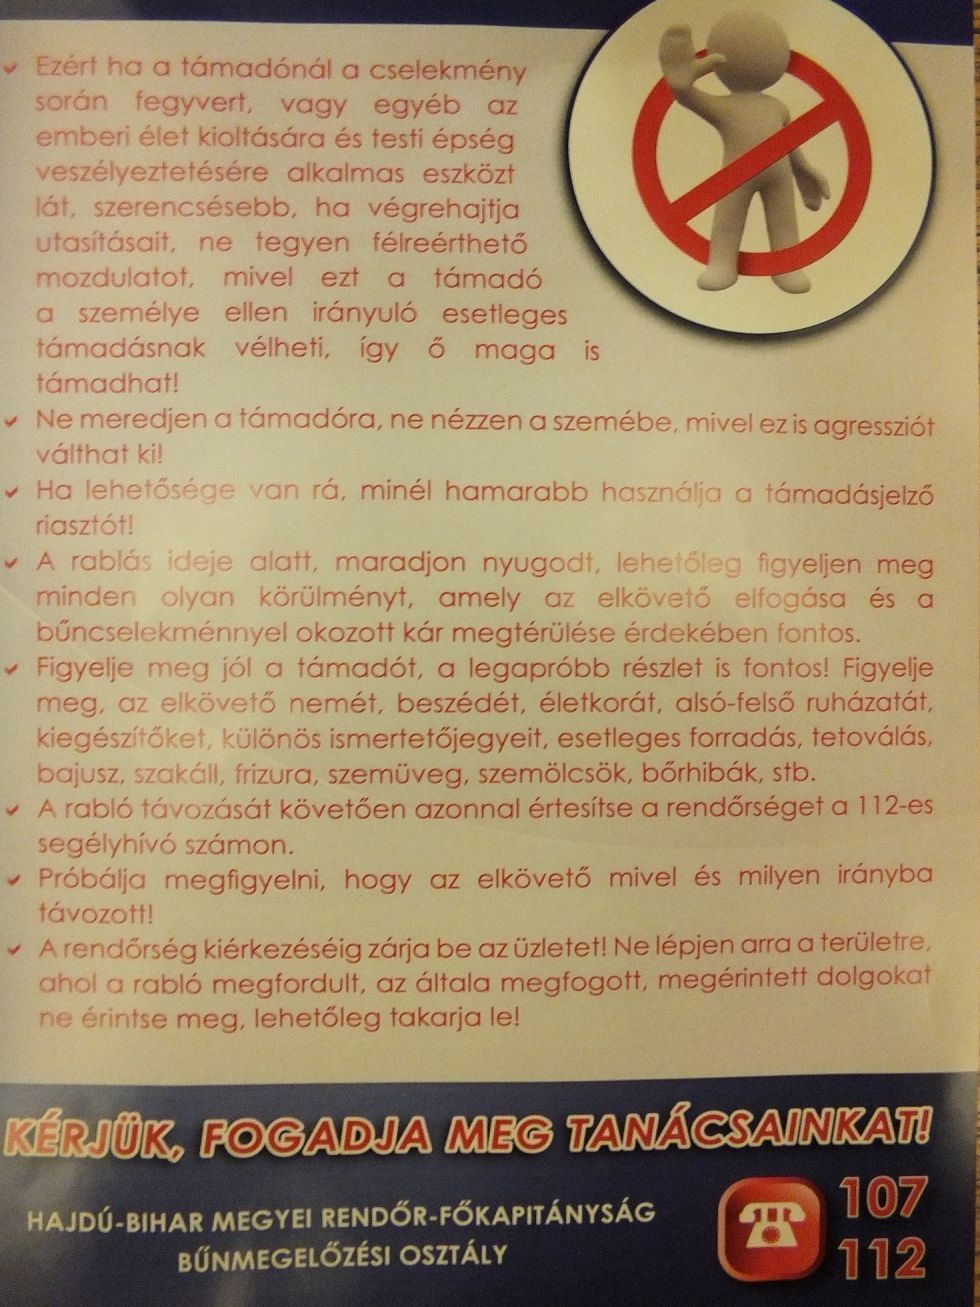 Ezért ha a támadónál a cselekmény
során fegyvert, vagy egyéb az
emberi élet kioltására és testi épség
veszélyeztetésére alkalmas eszközt
lát, szerencsésebb, ha végrehajtja
utasításait, ne tegyen félreérthető
mozdulatot, mivel ezt a támadó
a személye ellen irányuló esetleges
támadásnak vélheti, így ő maga is
támadhat!
Ne meredjen a támadóra, ne nézzen a szemébe, mivel ez is agressziót
válthat ki!
Ha lehetősége van rá, minél hamarabb használja a támadásjelző
riasztót!
A rablás ideje alatt, maradjon nyugodt, lehetőleg figyeljen meg
minden olyan körülményt, amely az elkövető elfogása és a
bűncselekménnyel okozott kár megtérülése érdekében fontos.
Figyelje meg jól a támadót, a legapróbb részlet is fontos! Figyelje
meg, az elkövető nemét, beszédét, életkorát, alsó-felső ruházatát,
kiegészítőket, különös ismertetőjegyeit, esetleges forradás, tetoválás,
bajusz, szakáll, frizura, szemüveg, szemölcsök, bőrhibák, stb.
A rabló távozását követően azonnal értesítse a rendőrséget a 112-es
segélyhívó számon.
Próbálja megfigyelni, hogy az elkövető mivel és milyen irányba
távozott!
A rendőrség kiérkezéséig zárja be az üzletet! Ne lépjen arra a területre,
ahol a rabló megfordult, az általa megfogott, megérintett dolgokat
ne érintse meg, lehetőleg takarja le!
KÉRJÜK, FOGADJA MEG TANÁCSAINKAT!
HAJDÚ-BIHAR MEGYEI RENDŐR-FŐKAPITÁNYSÁG
BŰNMEGELŐZÉSI OSZTÁLY
107
112